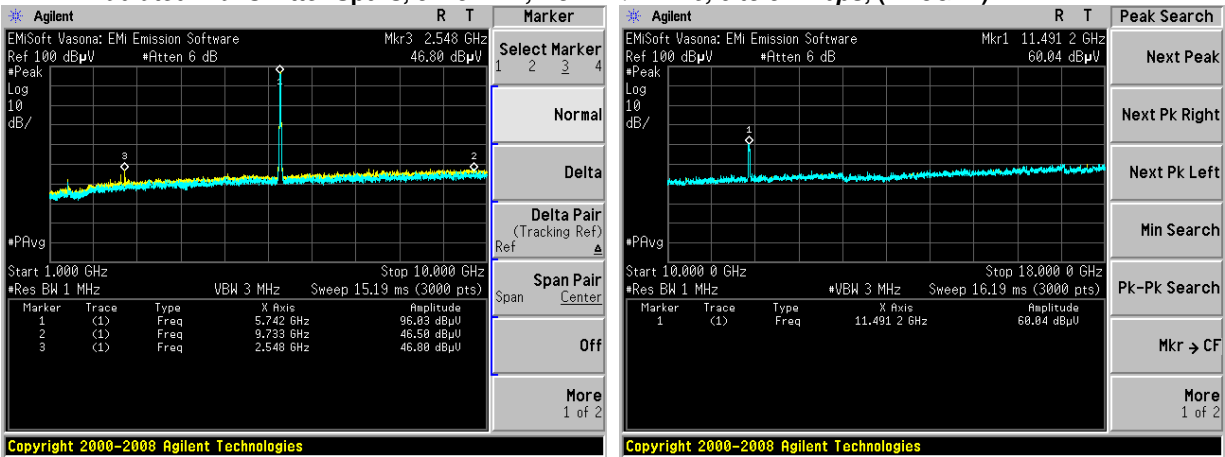 Agilent R T Marker
EMiSoft Vasona: EMi Emission Software Mkr3 2.548 GHz
Ref 100 dBµV #Atten 6 dB 46.80 dBµV
#Peak
Log
10
dB/
1
3
2
#PAvg
Start 1.000 GHz Stop 10.000 GHz
#Res BW 1 MHz VBW 3 MHz Sweep 15.19 ms (3000 pts)
Marker Trace Type X Axis Amplitude
1 (1) Freq 5.742 GHz 96.03 dBµV
2 (1) Freq 9.733 GHz 46.50 dBµV
3 (1) Freq 2.548 GHz 46.80 dBµV
Copyright 2000-2008 Agilent Technologies
Select Marker
1 2 3 4
Normal
Delta
Delta Pair
(Tracking Ref)
Ref Δ
Span Pair
Span Center
Off
More
1 of 2
Agilent R T Peak Search
EMiSoft Vasona: EMi Emission Software Mkr1 11.491 2 GHz
Ref 100 dBµV #Atten 6 dB 60.04 dBµV
#Peak
Log
10
dB/
1
#PAvg
Start 10.000 0 GHz Stop 18.000 0 GHz
#Res BW 1 MHz #VBW 3 MHz Sweep 16.19 ms (3000 pts)
Marker Trace Type X Axis Amplitude
1 (1) Freq 11.491 2 GHz 60.04 dBµV
Copyright 2000-2008 Agilent Technologies
Next Peak
Next Pk Right
Next Pk Left
Min Search
Pk-Pk Search
Mkr → CF
More
1 of 2